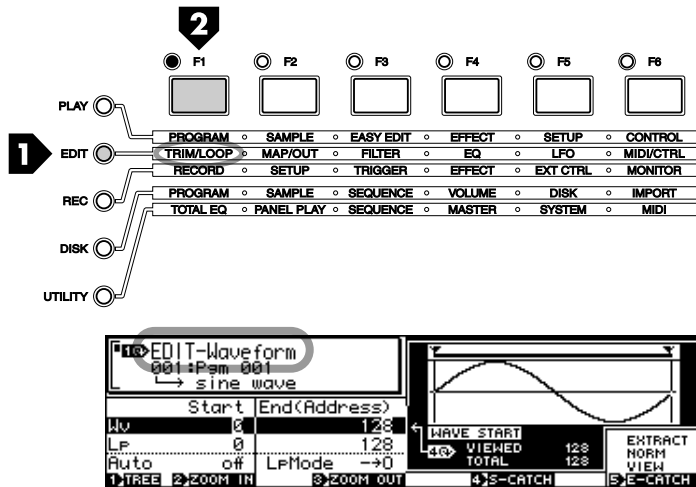 2
F1 F2 F3 F4 F5 F6
PLAY
PROGRAM SAMPLE EASY EDIT EFFECT SETUP CONTROL
1 EDIT
TRIM/LOOP MAP/OUT FILTER EQ LFO MIDI/CTRL
RECORD SETUP TRIGGER EFFECT EXT CTRL MONITOR
REC
PROGRAM SAMPLE SEQUENCE VOLUME DISK IMPORT
TOTAL EQ PANEL PLAY SEQUENCE MASTER SYSTEM MIDI
DISK
UTILITY
1 EDIT-Waveform
001:Pgm 001
→ sine wave
Start End(Address)
Wv 0 128
Lp 0 128
Auto off LpMode →0
WAVE START
4 VIEWED 128
TOTAL 128
EXTRACT
NORM
VIEW
1 TREE 2 ZOOM IN 3 ZOOM OUT 4 S-CATCH 5 E-CATCH